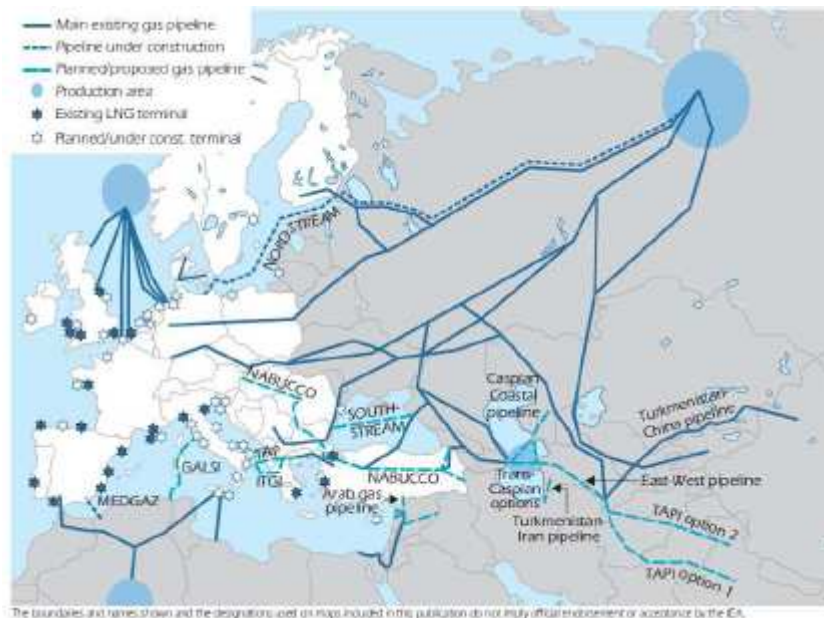 Main existing gas pipeline
Pipeline under construction
Planned/proposed gas pipeline
Production area
Existing LNG terminal
Planned/under const. terminal
NORD STREAM
NABUCCO
SOUTH-
STREAM
Caspian
Coastal pipeline
Turkmenistan-
China pipeline
TAP
GALSI
ITGI
NABUCCO
MEDGAZ
Arab gas
pipeline
Trans-
Caspian
options
East-West pipeline
Turkmenistan-
Iran pipeline
TAPI option 2
TAPI option 1
The boundaries and names shown and the designations used on maps included in this publication do not imply official endorsement or acceptance by the IEA.